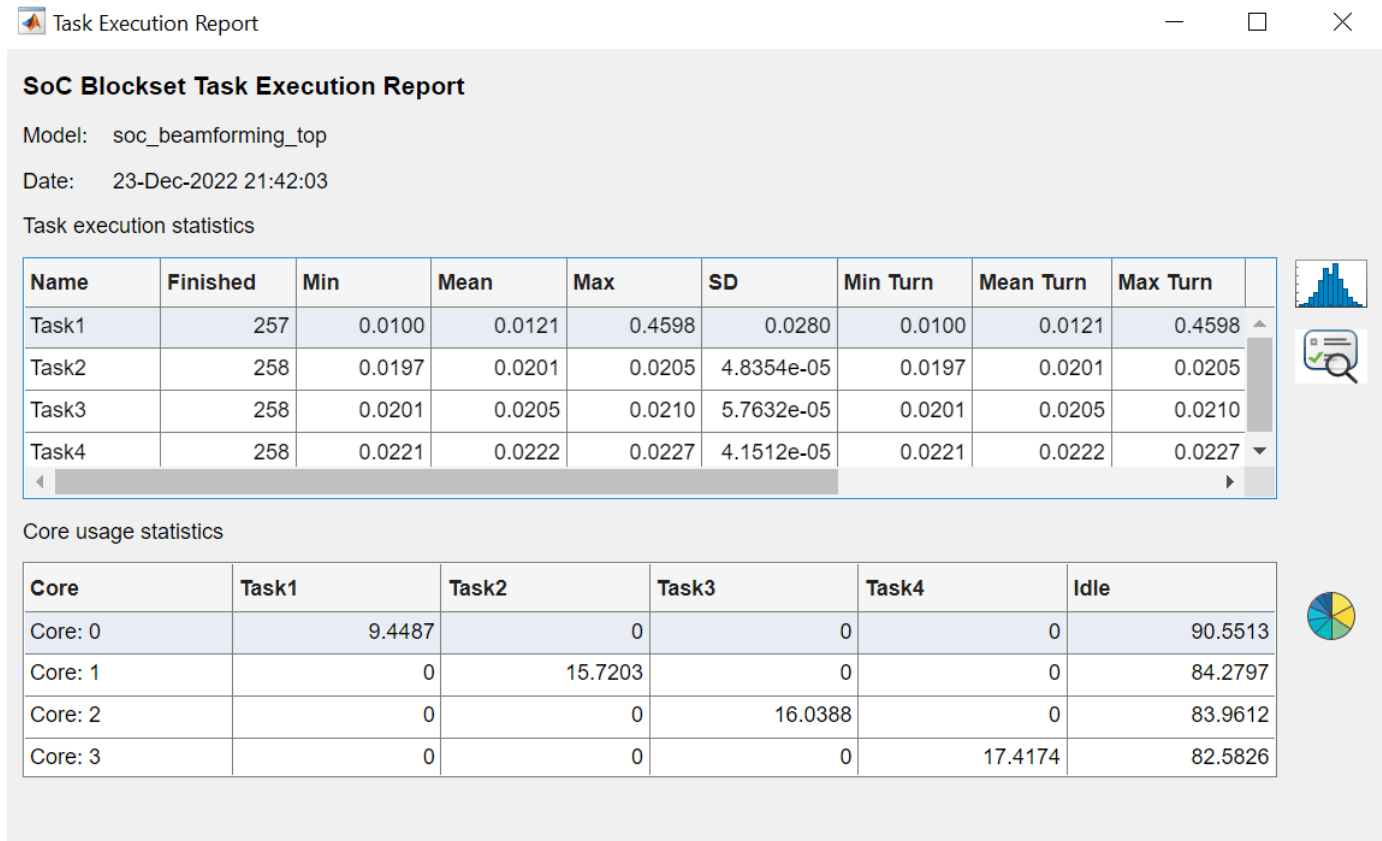 Task Execution Report
SoC Blockset Task Execution Report
Model: soc_beamforming_top
Date: 23-Dec-2022 21:42:03
Task execution statistics
Name Finished Min Mean Max SD Min Turn Mean Turn Max Turn
Task1 257 0.0100 0.0121 0.4598 0.0280 0.0100 0.0121 0.4598
Task2 258 0.0197 0.0201 0.0205 4.8354e-05 0.0197 0.0201 0.0205
Task3 258 0.0201 0.0205 0.0210 5.7632e-05 0.0201 0.0205 0.0210
Task4 258 0.0221 0.0222 0.0227 4.1512e-05 0.0221 0.0222 0.0227
Core usage statistics
Core Task1 Task2 Task3 Task4 Idle
Core: 0 9.4487 0 0 0 90.5513
Core: 1 0 15.7203 0 0 84.2797
Core: 2 0 0 16.0388 0 83.9612
Core: 3 0 0 0 17.4174 82.5826